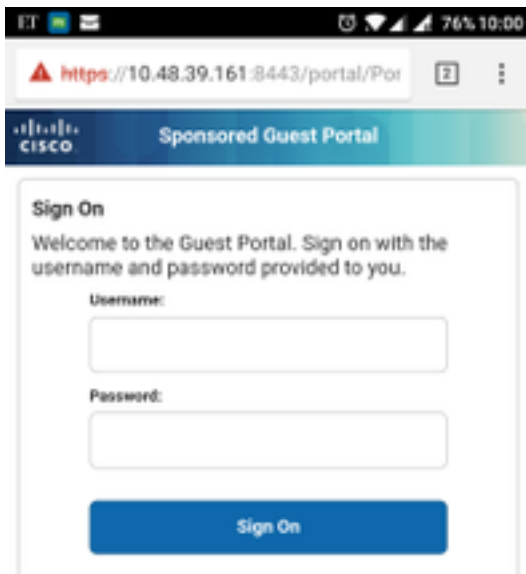 76% 10:00
https://10.48.39.161:8443/portal/Por
2
CISCO
Sponsored Guest Portal
Sign On
Welcome to the Guest Portal. Sign on with the
username and password provided to you.
Username:
Password:
Sign On